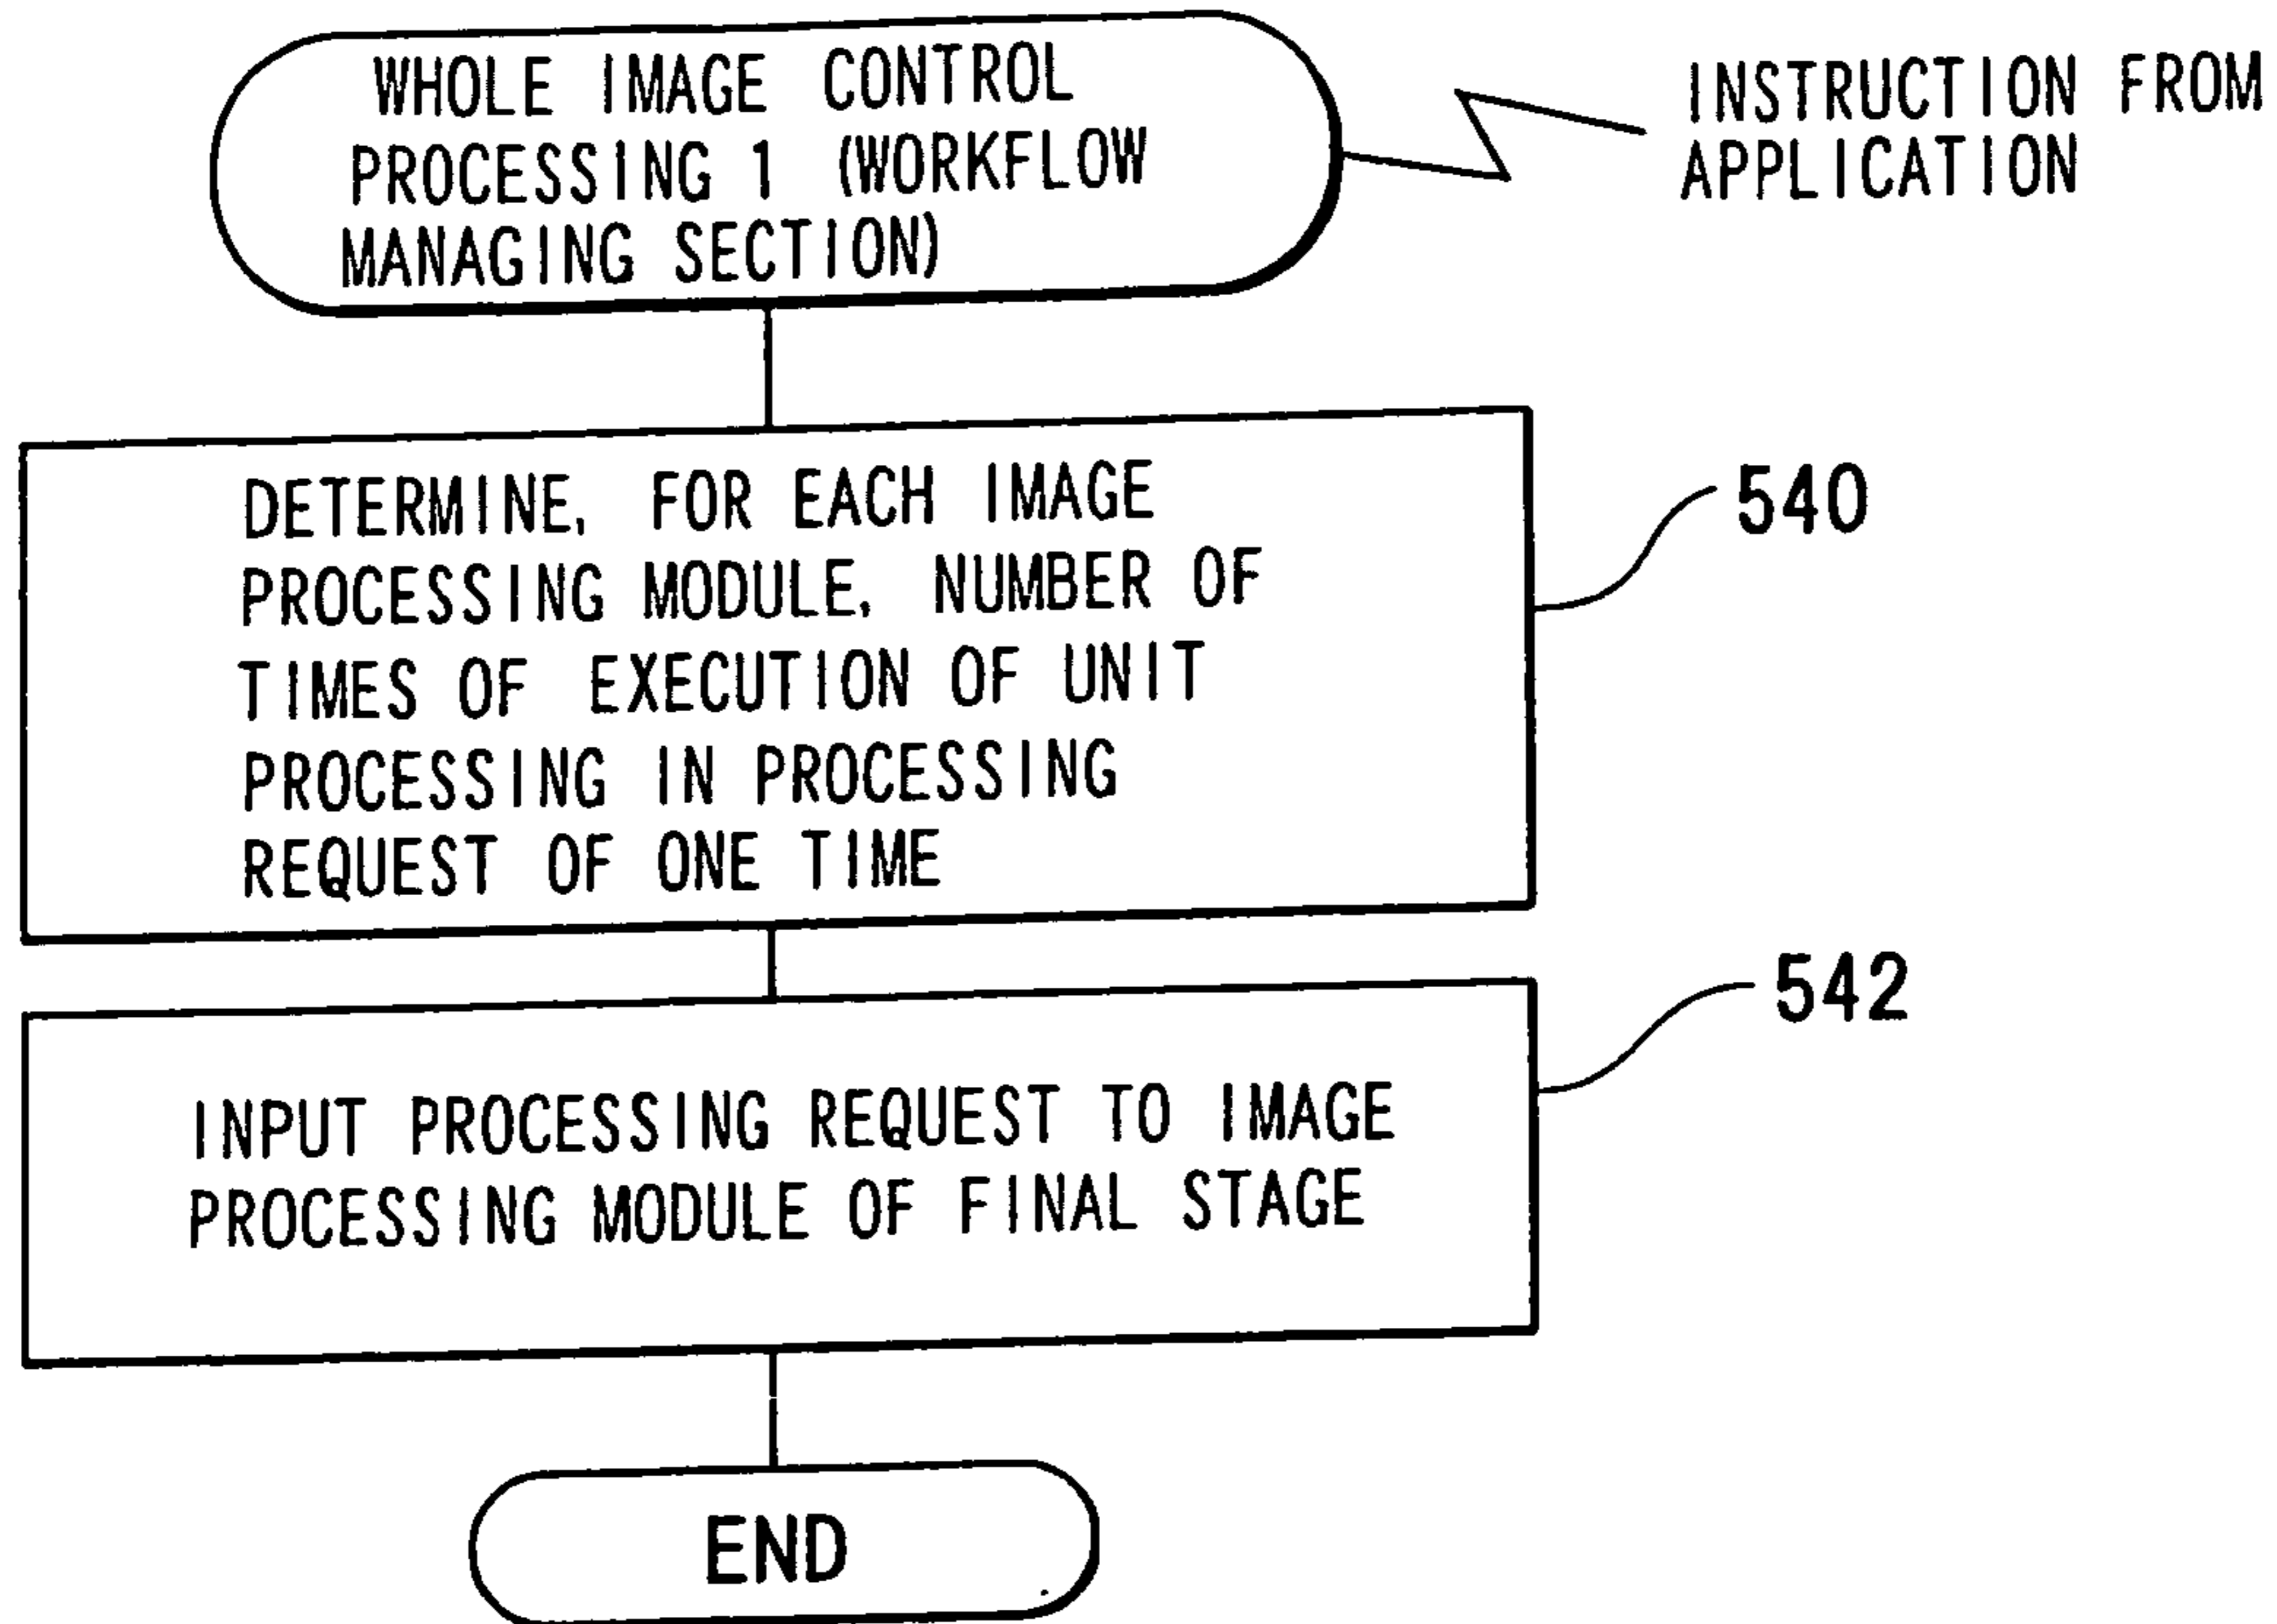 WHOLE IMAGE CONTROL
PROCESSING 1 (WORKFLOW
MANAGING SECTION)
INSTRUCTION FROM
APPLICATION
DETERMINE, FOR EACH IMAGE
PROCESSING MODULE, NUMBER OF
TIMES OF EXECUTION OF UNIT
PROCESSING IN PROCESSING
REQUEST OF ONE TIME
540
INPUT PROCESSING REQUEST TO IMAGE
PROCESSING MODULE OF FINAL STAGE
542
END